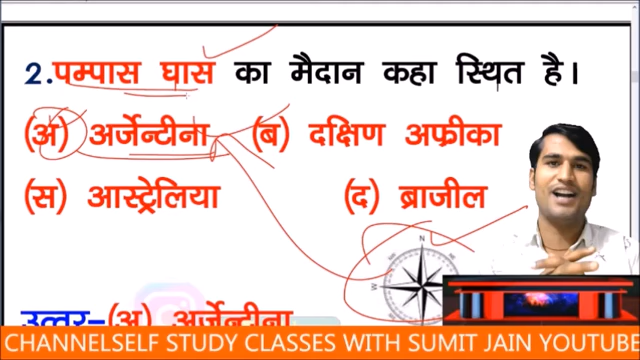 2. पम्पास घास का मैदान कहा स्थित है।
(अ) अर्जेन्टीना (ब) दक्षिण अफ्रीका
(स) आस्ट्रेलिया (द) ब्राजील
N
W
उत्तर-(अ) अर्जेन्टीना
CHANNELSELF STUDY CLASSES WITH SUMIT JAIN YOUTUBE